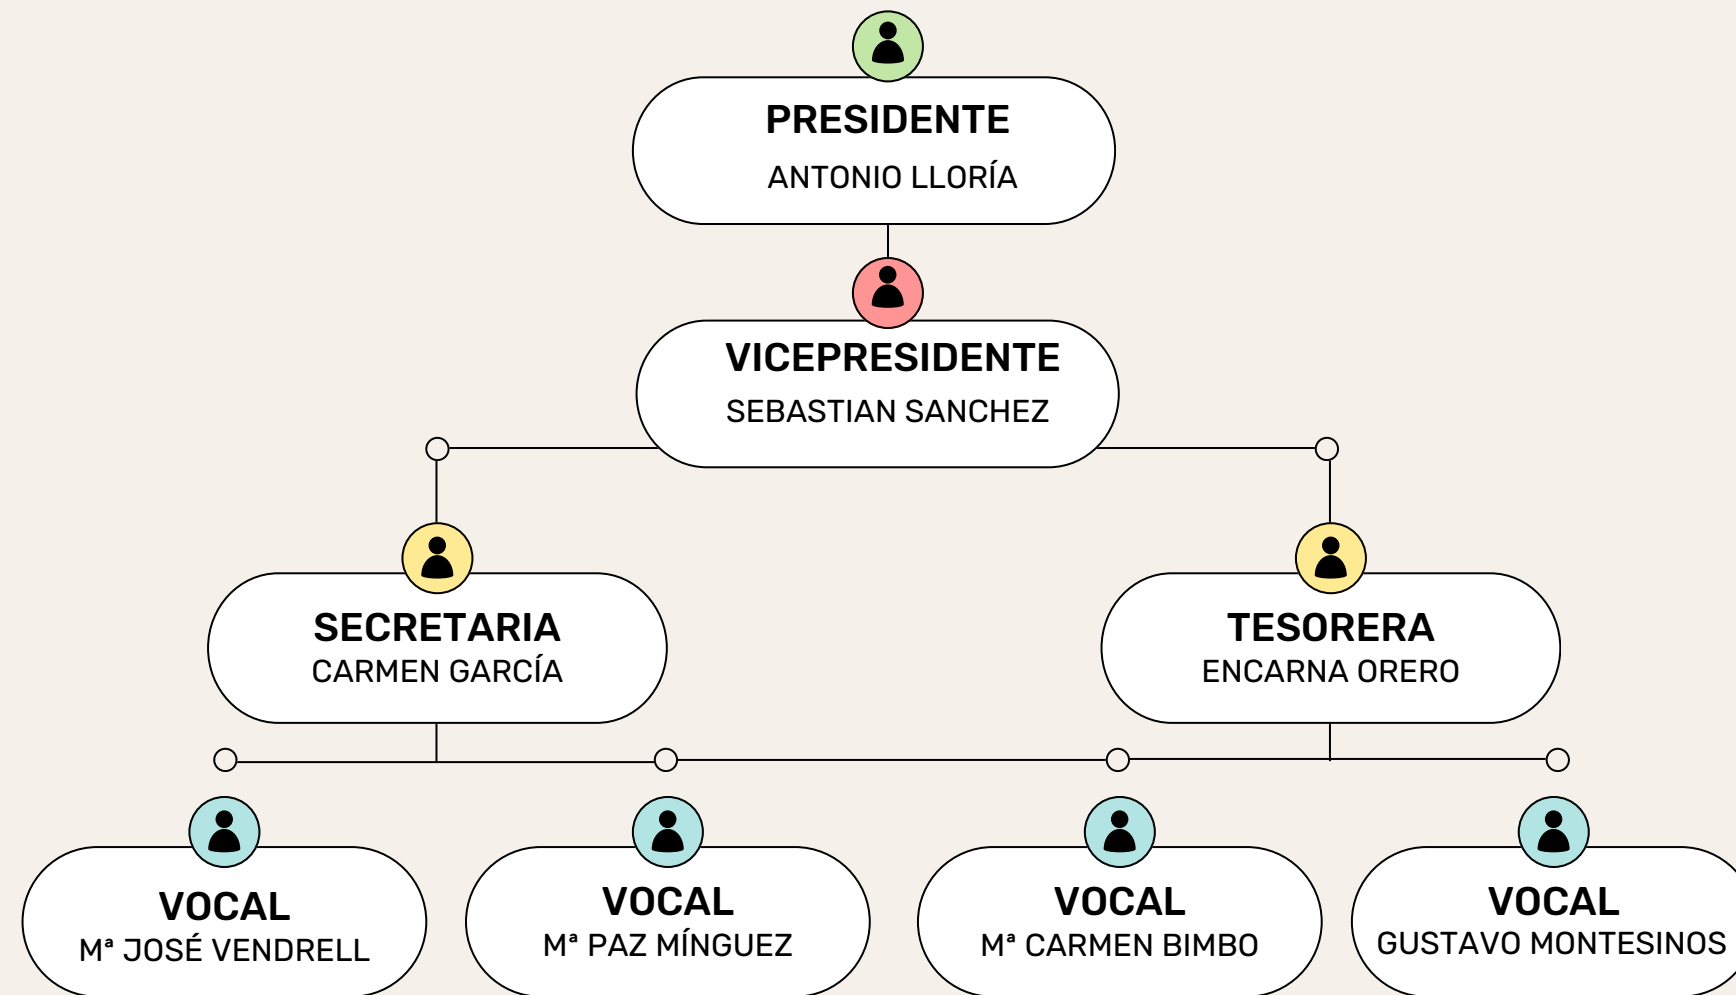 PRESIDENTE
ANTONIO LLORÍA
VICEPRESIDENTE
SEBASTIAN SANCHEZ
SECRETARIA
CARMEN GARCÍA
TESORERA
ENCARNA ORERO
VOCAL
Mª JOSÉ VENDRELL
VOCAL
Mª PAZ MÍNGUEZ
VOCAL
Mª CARMEN BIMBO
VOCAL
GUSTAVO MONTESINOS